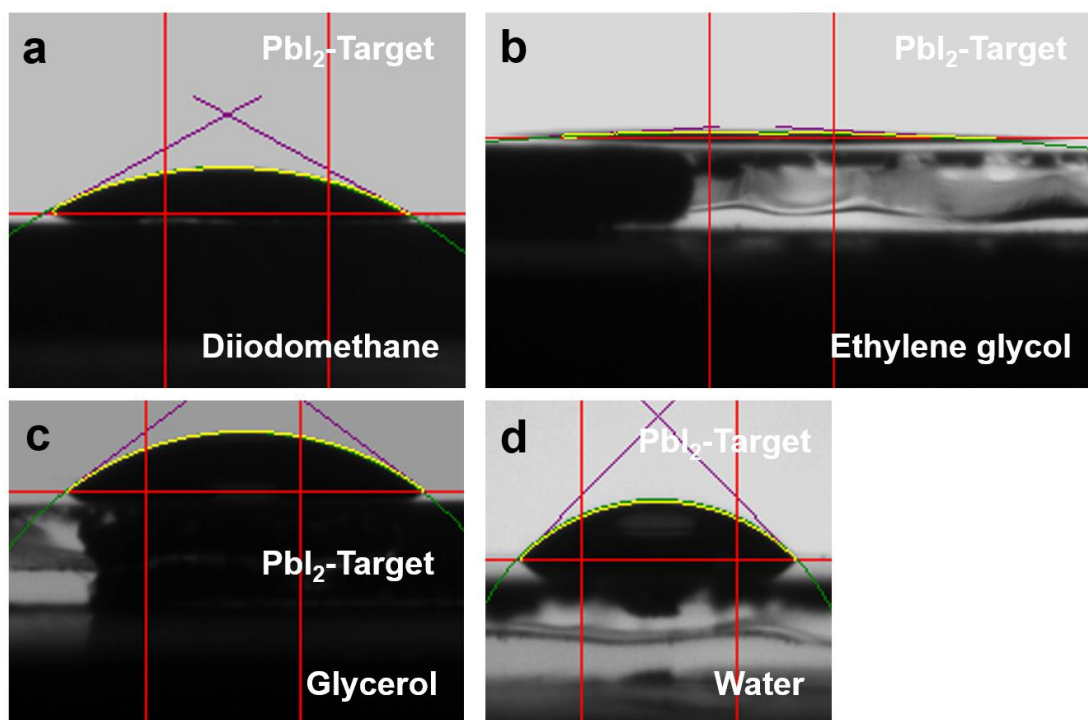 a
PbI₂-Target
Diiodomethane
b
PbI₂-Target
Ethylene glycol
c
PbI₂-Target
Glycerol
d
PbI₂-Target
Water